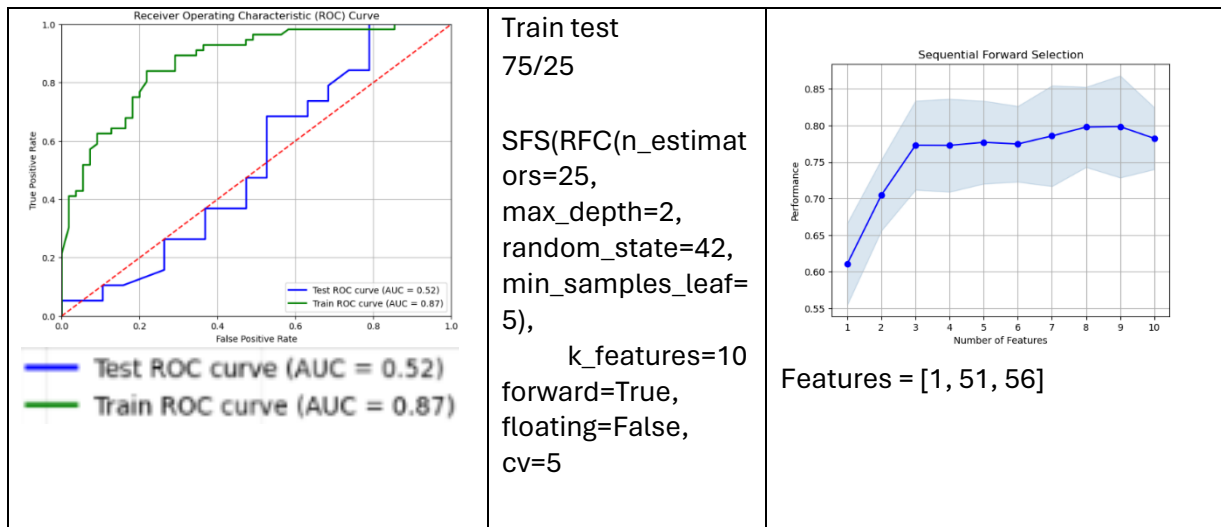 Receiver Operating Characteristic (ROC) Curve
1.0
0.8
0.6
0.4
0.2
0.0
True Positive Rate
0.0 0.2 0.4 0.6 0.8 1.0
False Positive Rate
Test ROC curve (AUC = 0.52)
Train ROC curve (AUC = 0.87)
Test ROC curve (AUC = 0.52)
Train ROC curve (AUC = 0.87)
Train test
75/25
SFS(RFC(n_estimat
ors=25,
max_depth=2,
random_state=42,
min_samples_leaf=
5),
k_features=10
forward=True,
floating=False,
cv=5
Sequential Forward Selection
0.85
0.80
0.75
0.70
0.65
0.60
0.55
Performance
1 2 3 4 5 6 7 8 9 10
Number of Features
Features = [1, 51, 56]